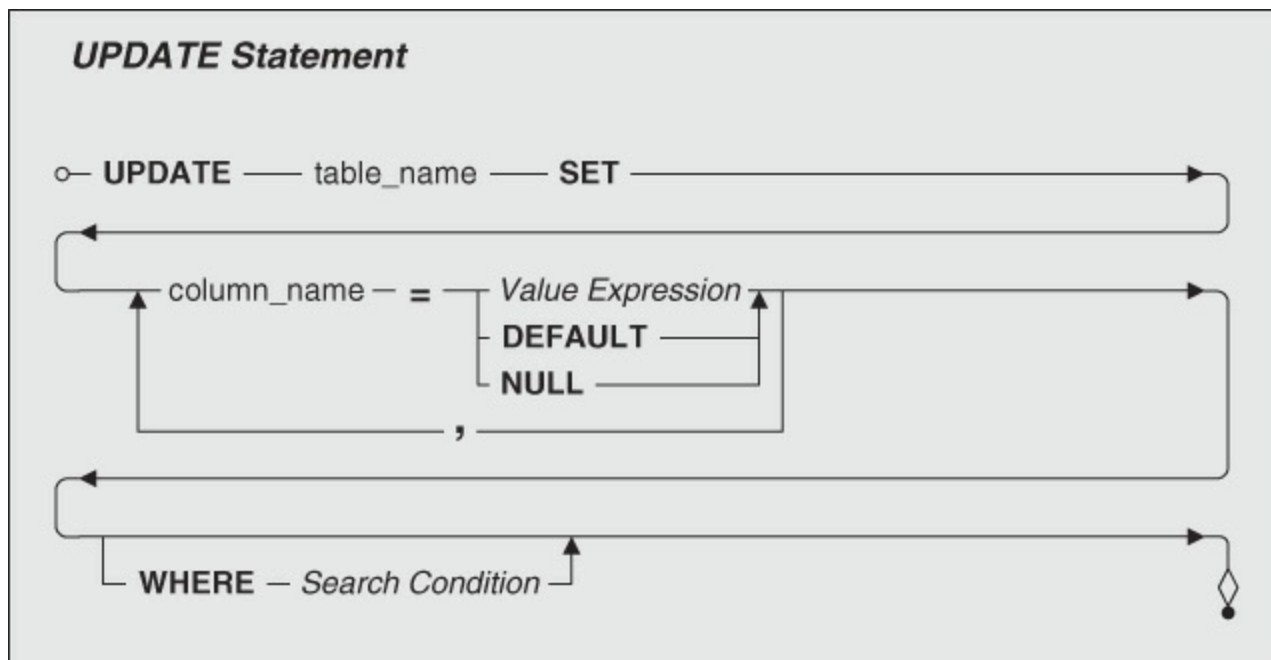 UPDATE Statement
UPDATE table_name SET
column_name = Value Expression
DEFAULT
NULL
,
WHERE Search Condition